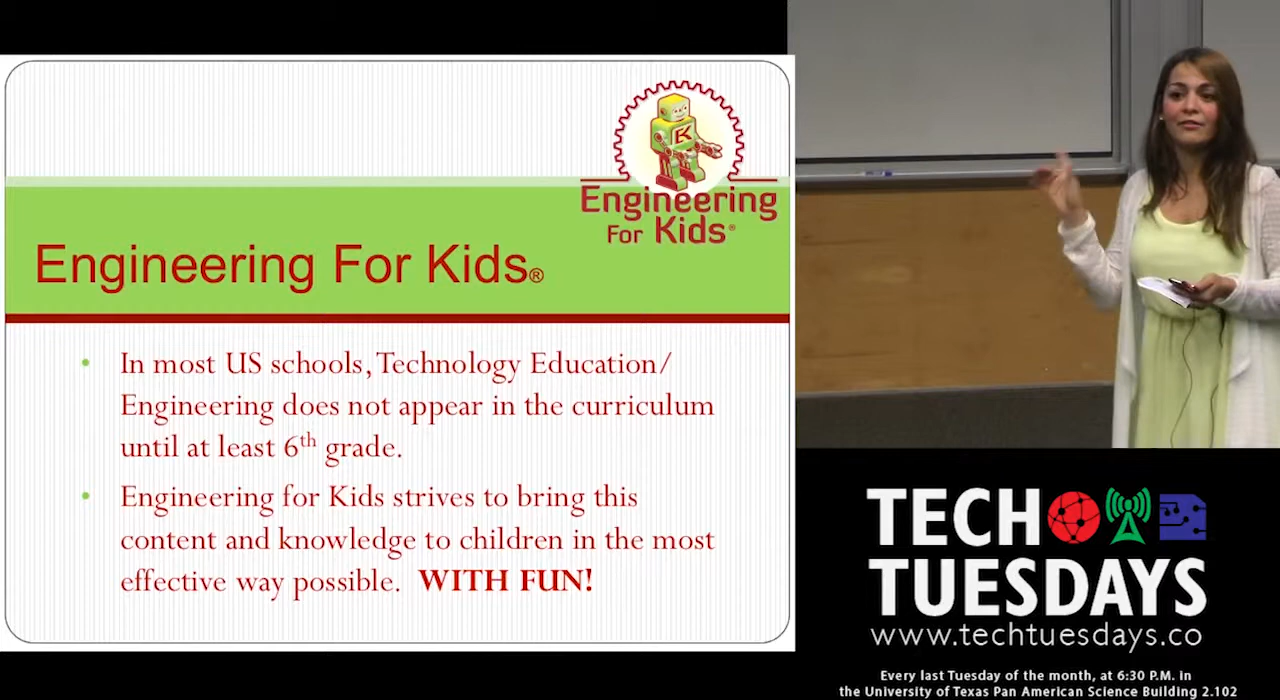 Engineering
For Kids®
Engineering For Kids®
• In most US schools, Technology Education/
Engineering does not appear in the curriculum
until at least 6th grade.
• Engineering for Kids strives to bring this
content and knowledge to children in the most
effective way possible. WITH FUN!
TECH
TUESDAYS
www.techtuesdays.co
Every last Tuesday of the month, at 6:30 P.M. in
the University of Texas Pan American Science Building 2.102